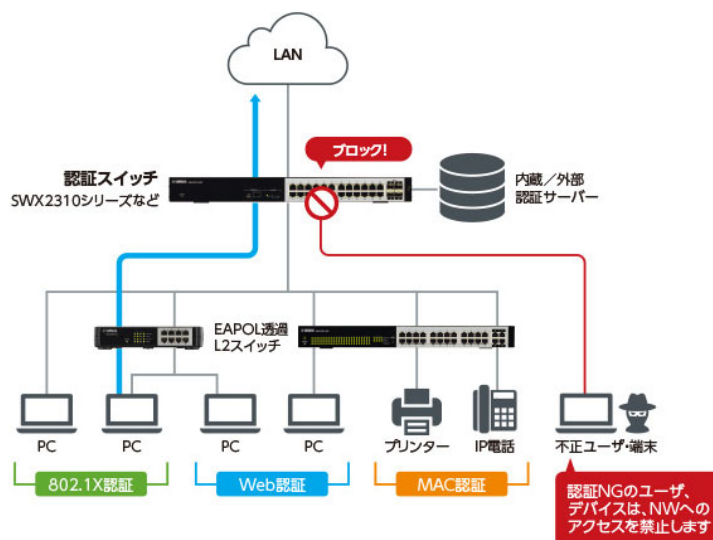 LAN
ブロック!
認証スイッチ
SWX2310シリーズなど
内蔵／外部
認証サーバー
EAPOL透過
L2スイッチ
PC
PC
PC
PC
プリンター
IP電話
不正ユーザ・端末
802.1X認証
Web認証
MAC認証
認証NGのユーザ、
デバイスは、NWへの
アクセスを禁止します